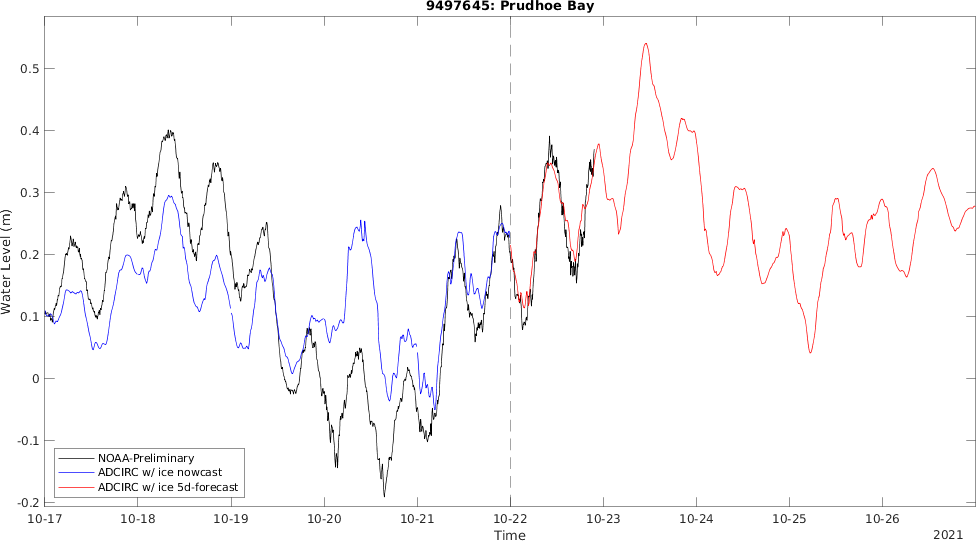 9497645: Prudhoe Bay
Water Level (m)
0.5
0.4
0.3
0.2
0.1
0
-0.1
-0.2
NOAA-Preliminary
ADCIRC w/ ice nowcast
ADCIRC w/ ice 5d-forecast
10-17 10-18 10-19 10-20 10-21 10-22 10-23 10-24 10-25 10-26
Time
2021